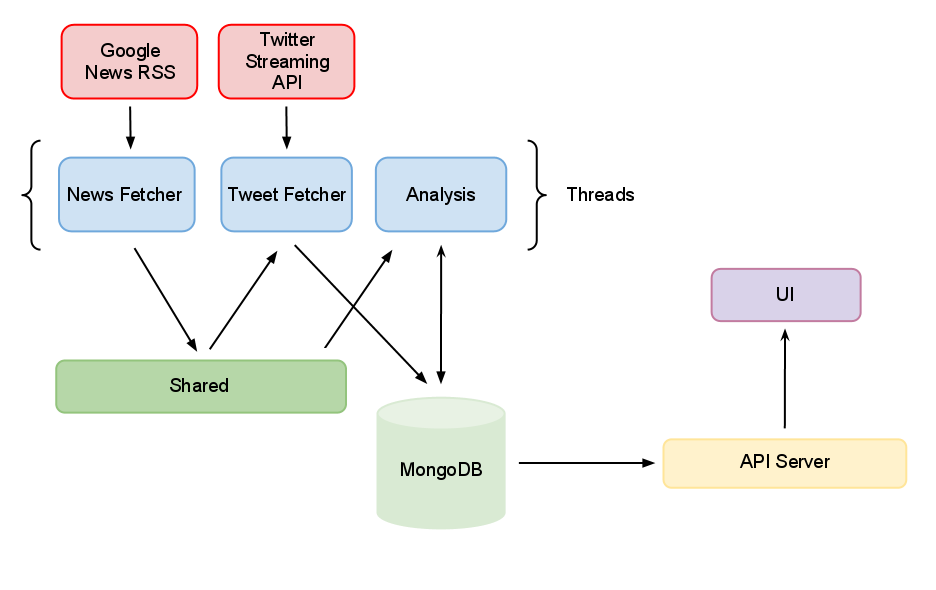 Google
News RSS
Twitter
Streaming
API
News Fetcher
Tweet Fetcher
Analysis
Threads
UI
Shared
MongoDB
API Server